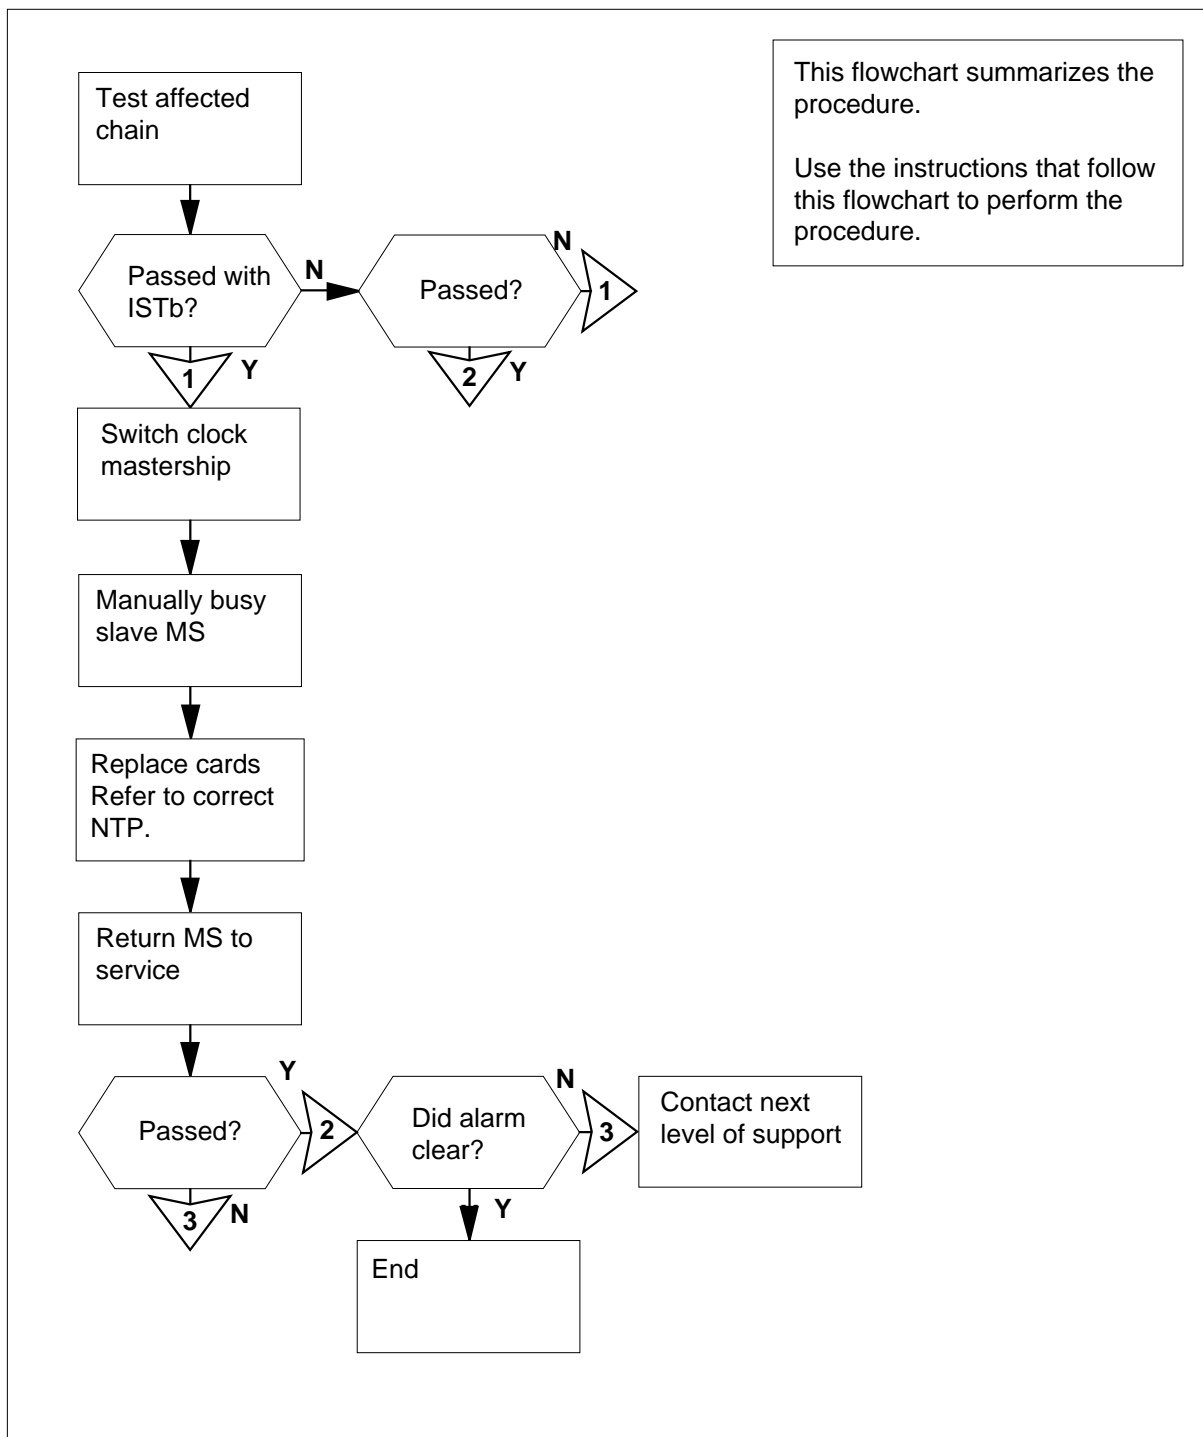 This flowchart summarizes the
procedure.
Use the instructions that follow
this flowchart to perform the
procedure.
Test affected
chain
Passed with
ISTb?
N
Passed?
N
1
1
Y
2
Y
Switch clock
mastership
Manually busy
slave MS
Replace cards
Refer to correct
NTP.
Return MS to
service
Passed?
Y
2
Did alarm
clear?
N
3
Contact next
level of support
3
N
Y
End